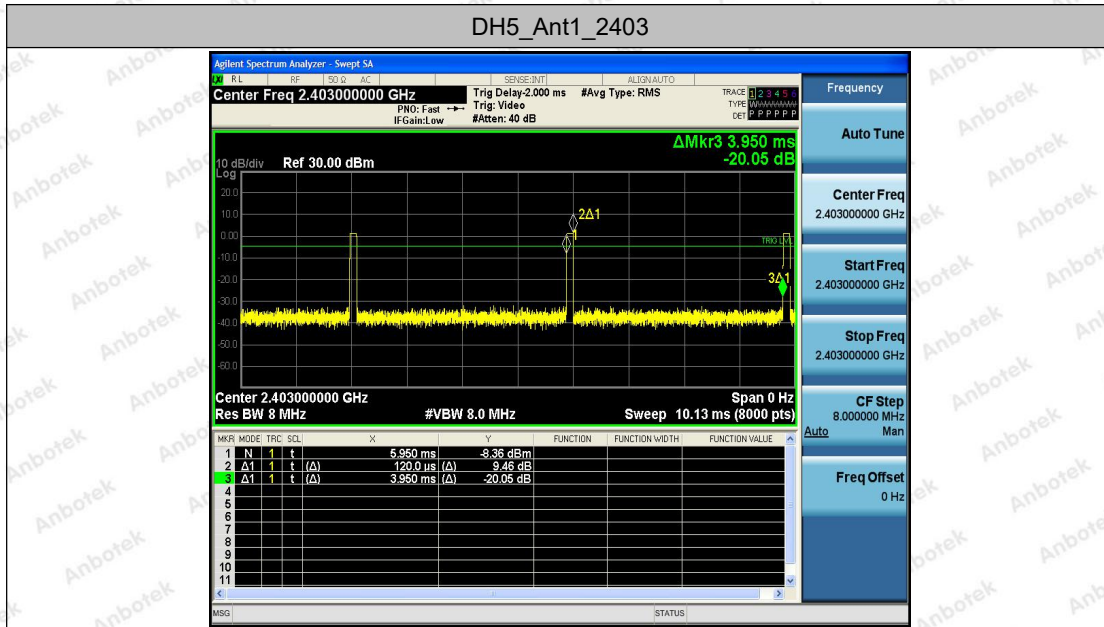 DH5_Ant1_2403
Agilent Spectrum Analyzer - Swept SA
LXI RL RF 50 Ω AC SENSE:INT ALIGNAUTO
Center Freq 2.403000000 GHz
PNO: Fast
IFGain:Low
Trig Delay-2.000 ms
Trig: Video
#Atten: 40 dB
#Avg Type: RMS
TRACE 1 2 3 4 5 6
TYPE
DET P P P P P P
ΔMkr3 3.950 ms
-20.05 dB
10 dB/div Ref 30.00 dBm
Log
20.0
10.0
0.00
-10.0
-20.0
-30.0
-40.0
-50.0
-60.0
2Δ1
1
TRIG LVL
3Δ1
Center 2.403000000 GHz Span 0 Hz
Res BW 8 MHz #VBW 8.0 MHz Sweep 10.13 ms (8000 pts)
MKR MODE TRC SCL X Y FUNCTION FUNCTION WIDTH FUNCTION VALUE
1 N 1 t 5.950 ms -8.36 dBm
2 Δ1 1 t (Δ) 120.0 µs (Δ) 9.46 dB
3 Δ1 1 t (Δ) 3.950 ms (Δ) -20.05 dB
4
5
6
7
8
9
10
11
MSG STATUS
Frequency
Auto Tune
Center Freq
2.403000000 GHz
Start Freq
2.403000000 GHz
Stop Freq
2.403000000 GHz
CF Step
8.000000 MHz
Auto Man
Freq Offset
0 Hz
Anbotek